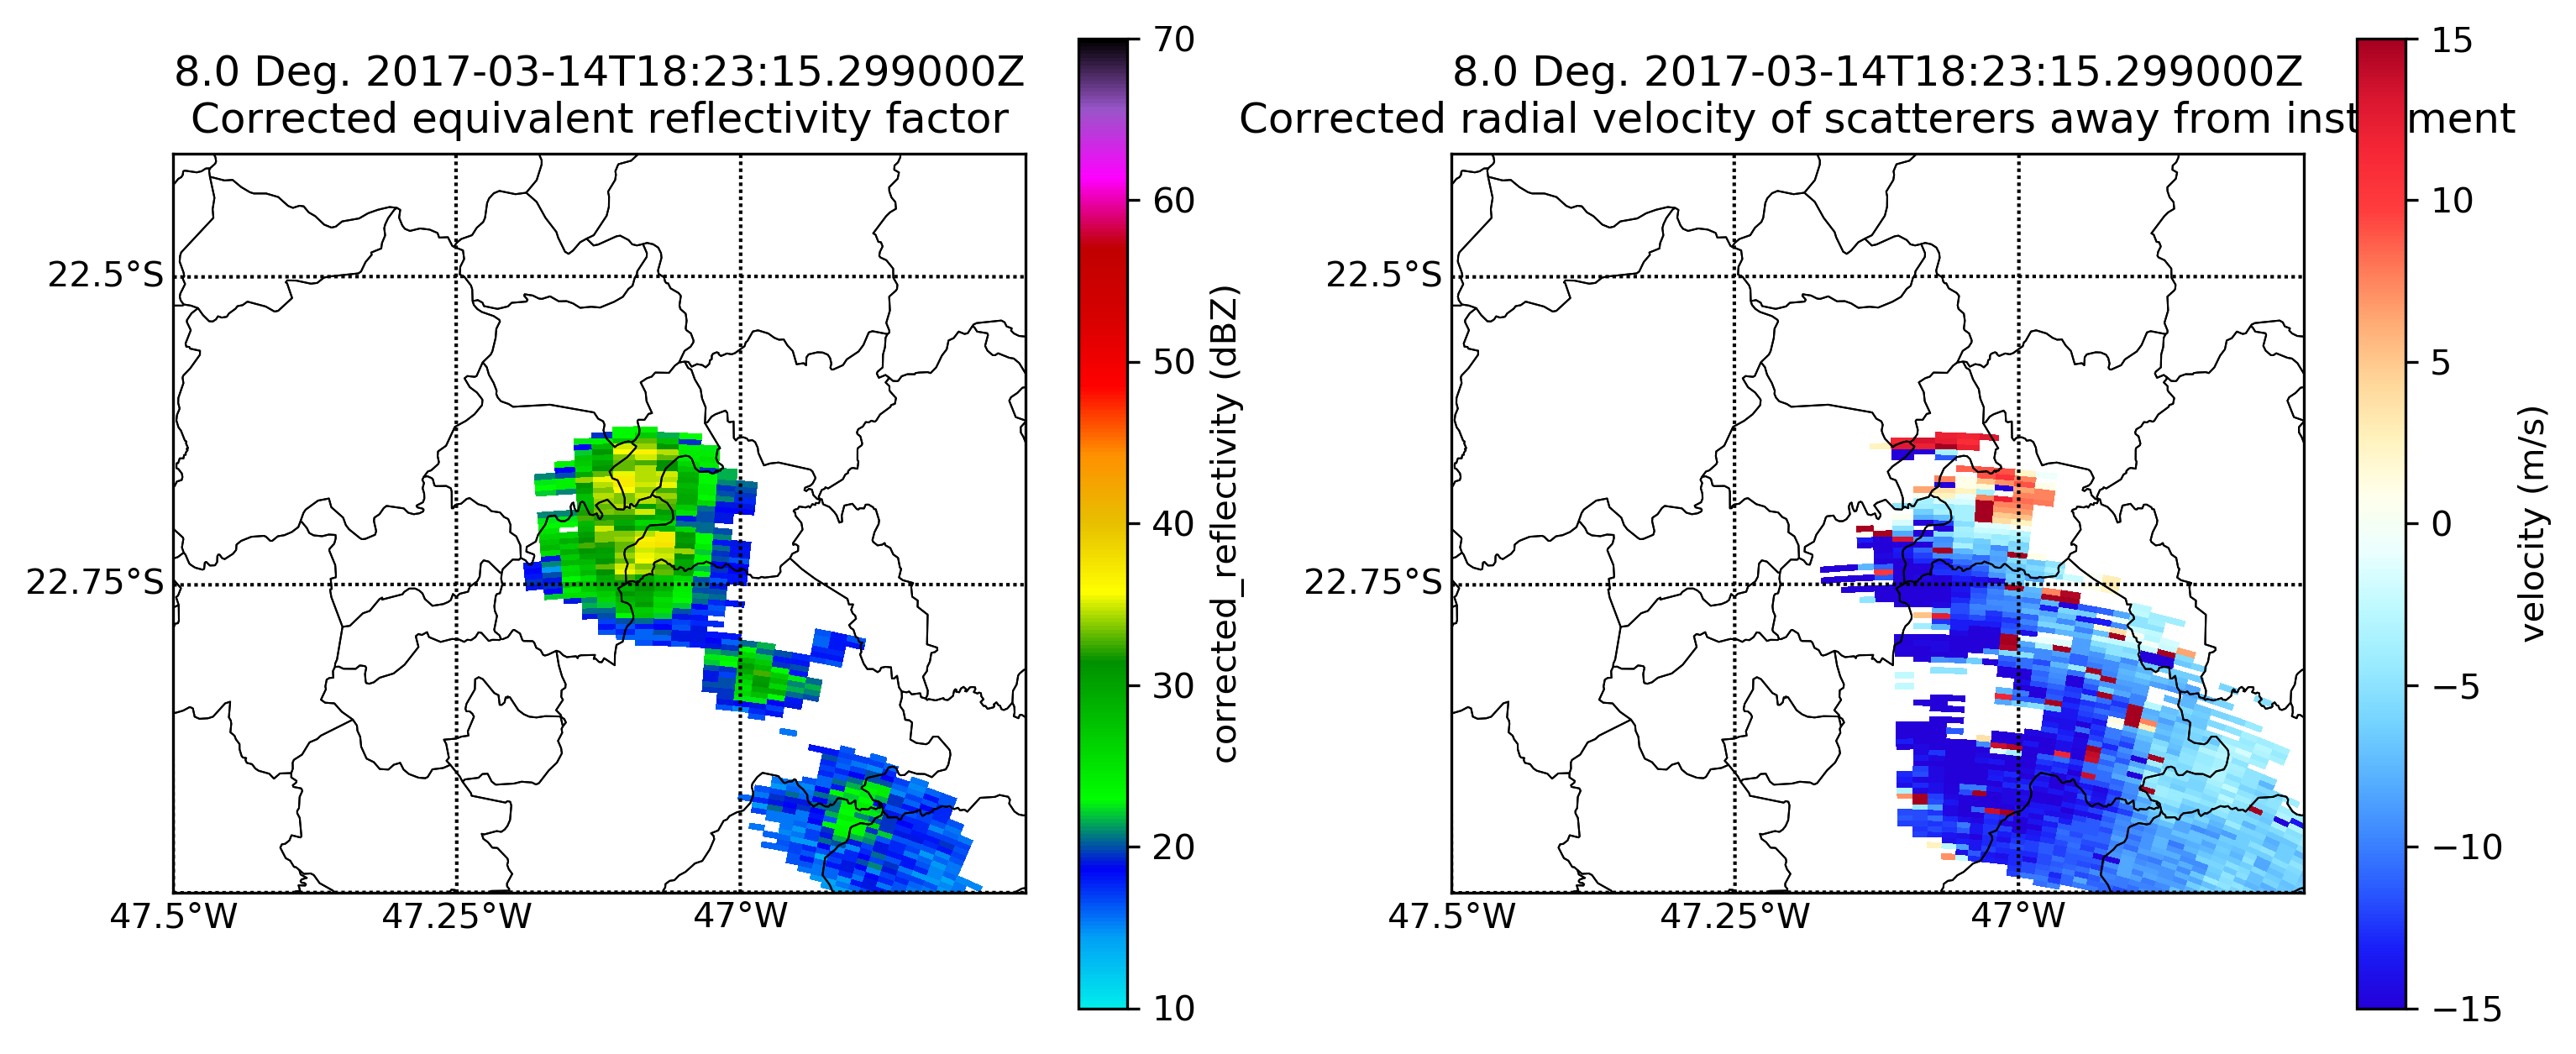 8.0 Deg. 2017-03-14T18:23:15.299000Z
Corrected equivalent reflectivity factor
22.5°S
22.75°S
47.5°W
47.25°W
47°W
70
60
50
40
30
20
10
corrected_reflectivity (dBZ)
8.0 Deg. 2017-03-14T18:23:15.299000Z
Corrected radial velocity of scatterers away from inst ment
22.5°S
22.75°S
47.5°W
47.25°W
47°W
15
10
5
0
−5
−10
−15
velocity (m/s)